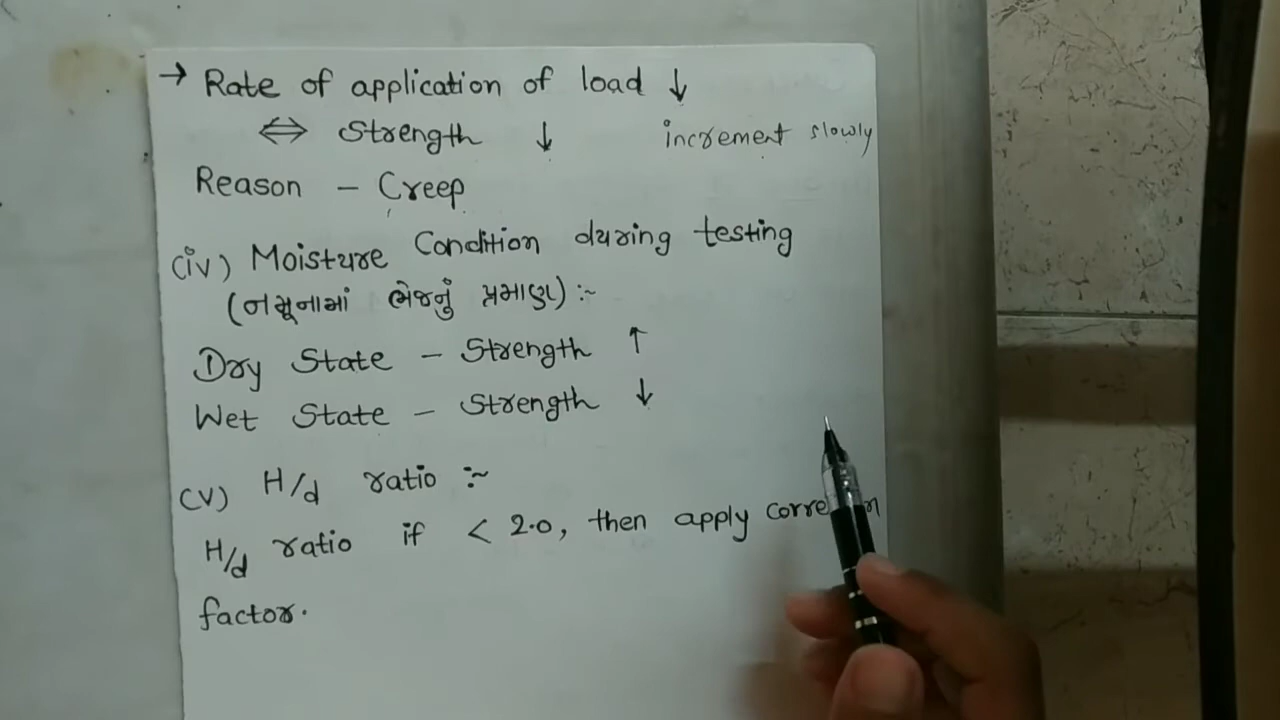 → Rate of application of load ↓
⇔ Strength ↓ increment slowly
Reason – Creep
(iv) Moisture Condition during testing
(નમૂનામાં ભેજનું પ્રમાણ) :-
Dry State – Strength ↑
Wet State – Strength ↓
(V) H/d ratio :-
H/d ratio if < 2.0, then apply
factor.